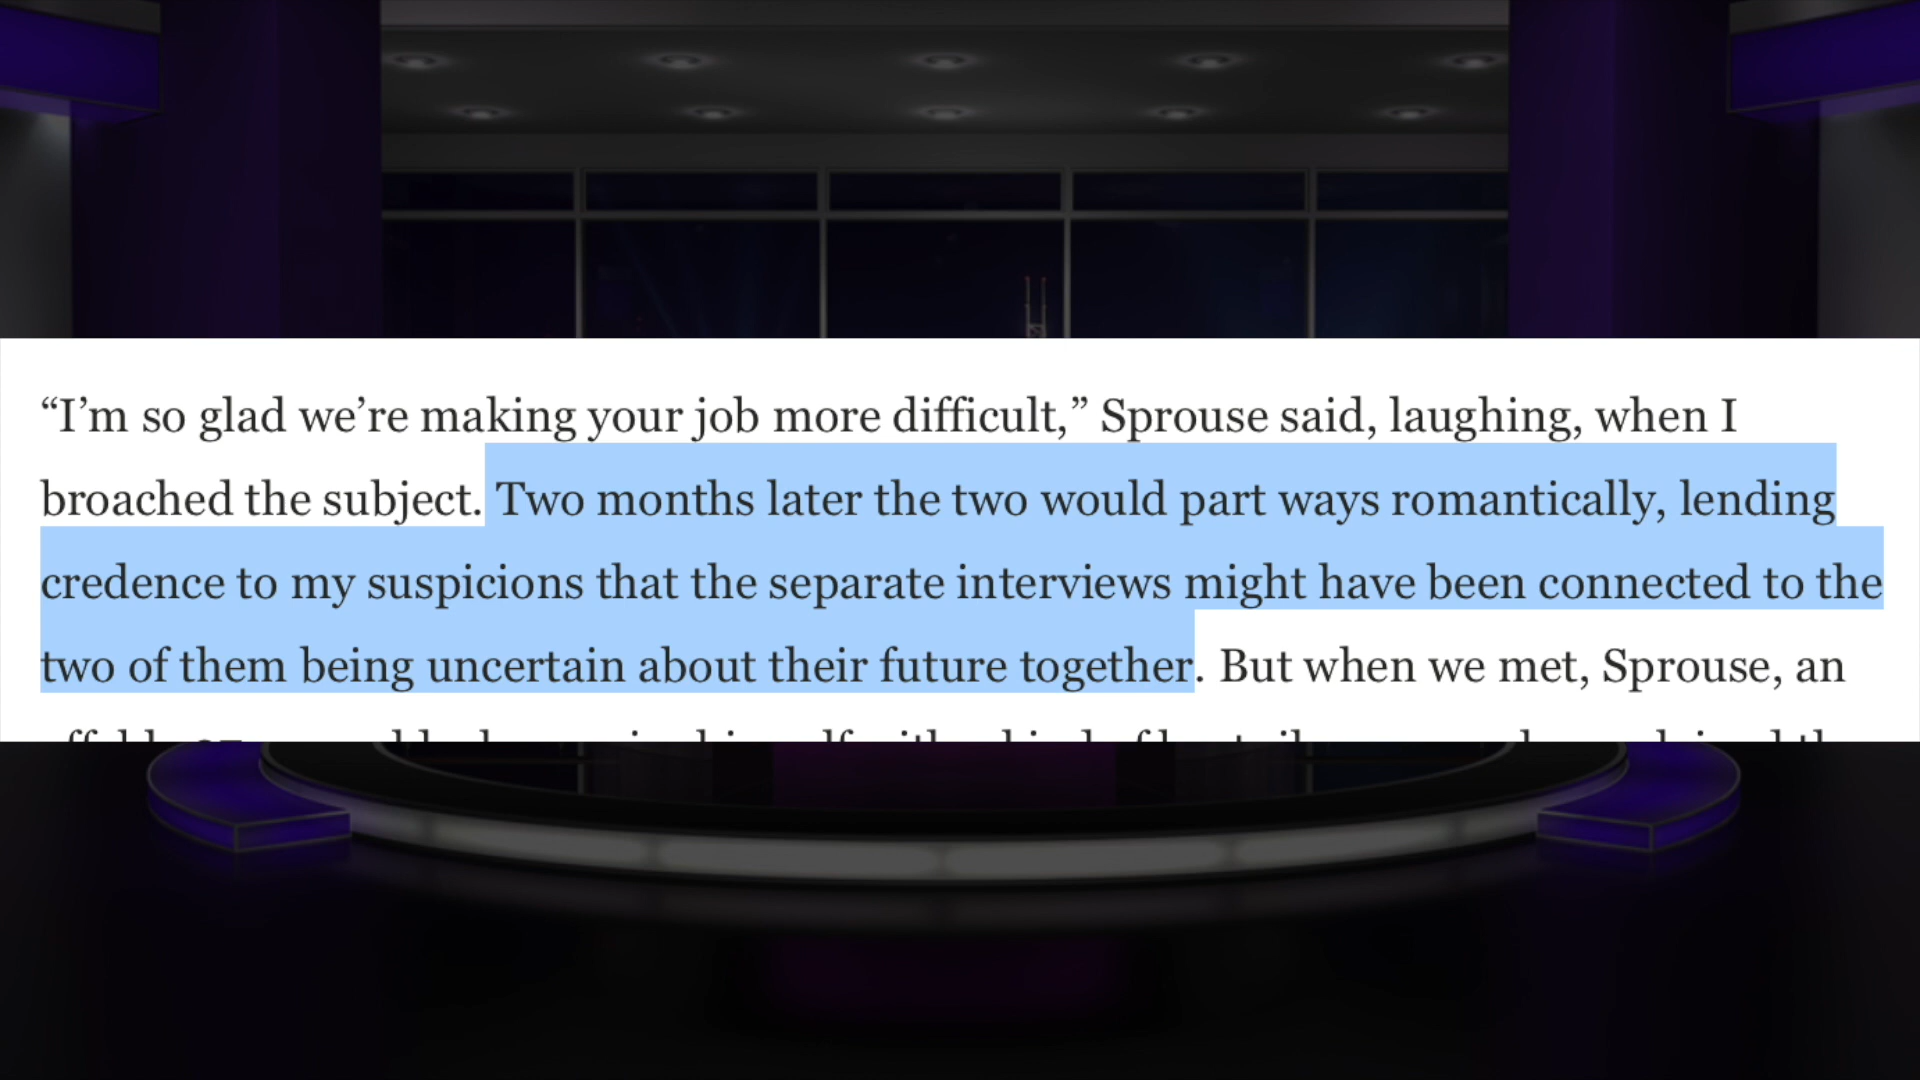 “I’m so glad we’re making your job more difficult,” Sprouse said, laughing, when I
broached the subject. Two months later the two would part ways romantically, lending
credence to my suspicions that the separate interviews might have been connected to the
two of them being uncertain about their future together. But when we met, Sprouse, an